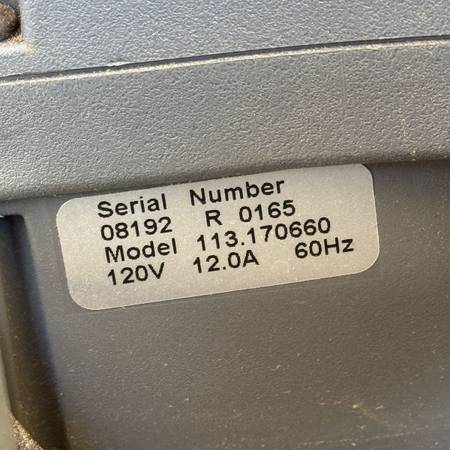 Serial Number
08192 R 0165
Model 113.170660
120V 12.0A 60Hz